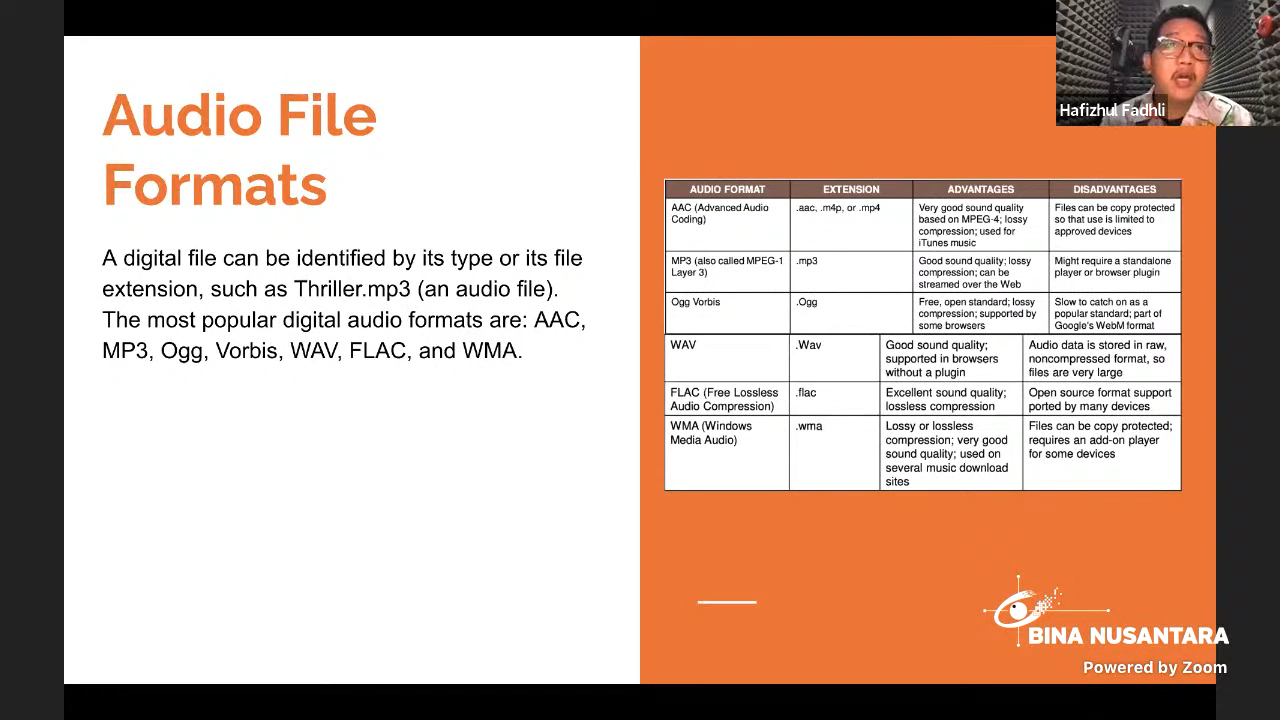 Audio File
Formats
A digital file can be identified by its type or its file
extension, such as Thriller.mp3 (an audio file).
The most popular digital audio formats are: AAC,
MP3, Ogg, Vorbis, WAV, FLAC, and WMA.
Hafizhul Fadhli
AUDIO FORMAT EXTENSION ADVANTAGES DISADVANTAGES
AAC (Advanced Audio .aac, .m4p, or .mp4 Very good sound quality Files can be copy protected
Coding) based on MPEG-4; lossy so that use is limited to
compression; used for approved devices
iTunes music
MP3 (also called MPEG-1 .mp3 Good sound quality; lossy Might require a standalone
Layer 3) compression; can be player or browser plugin
streamed over the Web
Ogg Vorbis .Ogg Free, open standard; lossy Slow to catch on as a
compression; supported by popular standard; part of
some browsers Google's WebM format
WAV .Wav Good sound quality; Audio data is stored in raw,
supported in browsers noncompressed format, so
without a plugin files are very large
FLAC (Free Lossless .flac Excellent sound quality; Open source format support
Audio Compression) lossless compression ported by many devices
WMA (Windows .wma Lossy or lossless Files can be copy protected;
Media Audio) compression; very good requires an add-on player
sound quality; used on for some devices
several music download
sites
BINA NUSANTARA
Powered by Zoom